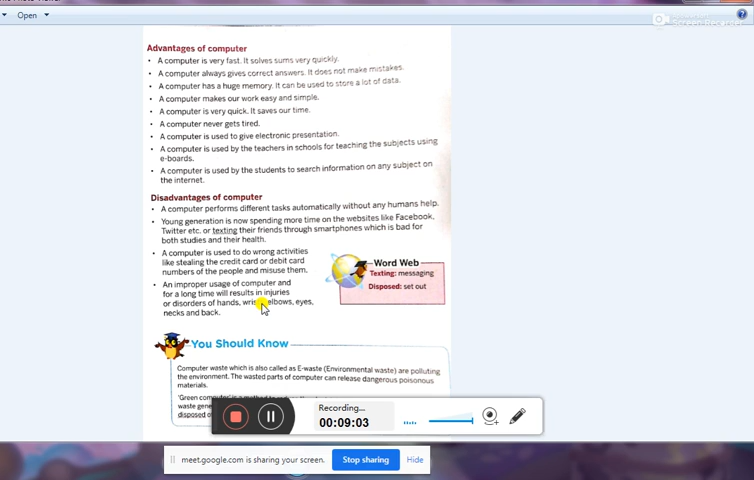 Open
Advantages of computer
• A computer is very fast. It solves sums very quickly.
• A computer always gives correct answers. It does not make mistakes.
• A computer has a huge memory. It can be used to store a lot of data.
• A computer makes our work easy and simple.
• A computer is very quick. It saves our time.
• A computer never gets tired.
• A computer is used to give electronic presentation.
• A computer is used by the teachers in schools for teaching the subjects using
e-boards.
• A computer is used by the students to search information on any subject on
the internet.
Disadvantages of computer
• A computer performs different tasks automatically without any humans help.
• Young generation is now spending more time on the websites like Facebook,
Twitter etc. or texting their friends through smartphones which is bad for
both studies and their health.
• A computer is used to do wrong activities
like stealing the credit card or debit card
numbers of the people and misuse them.
• An improper usage of computer and
for a long time will results in injuries
or disorders of hands, elbows, eyes,
necks and back.
Word Web
Texting: messaging
Disposed: set out
You Should Know
Computer waste which is also called as E-waste (Environmental waste) are polluting
the environment. The wasted parts of computer can release dangerous poisonous
materials.
'Green
waste
disposed
Recording...
00:09:03
meet.google.com is sharing your screen.
Stop sharing
Hide